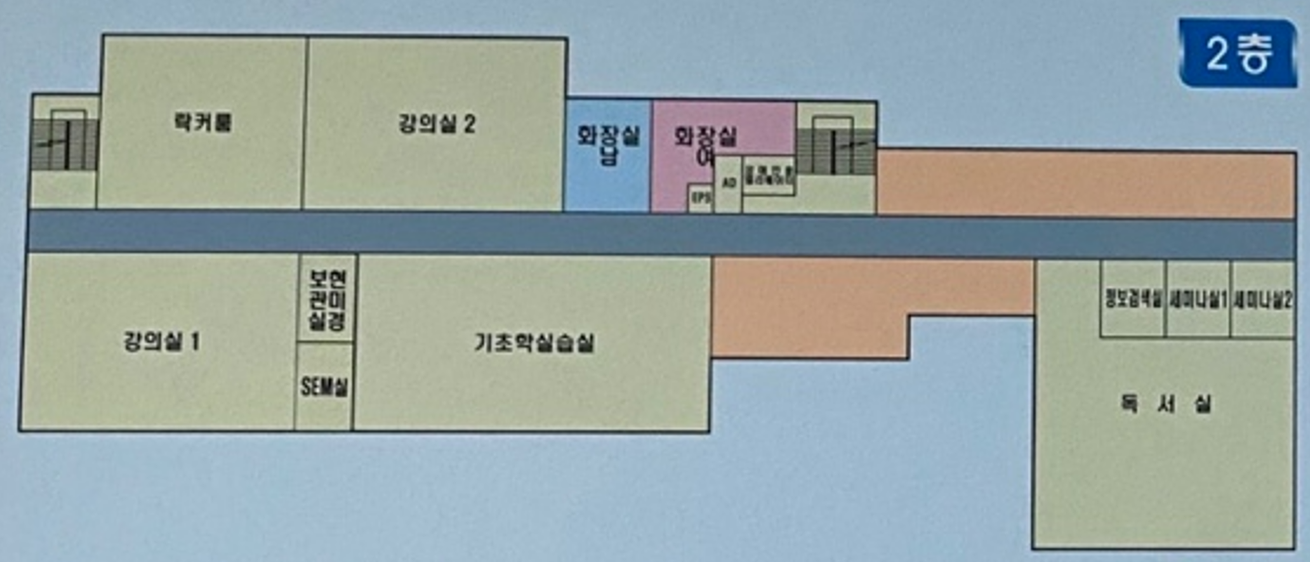 2층
락커룸
강의실 2
화장실
남
화장실
여
EPS
AD
강의실 1
보현
관미
실경
SEM실
기초학실습실
정보검색실
세미나실1
세미나실2
독 서 실